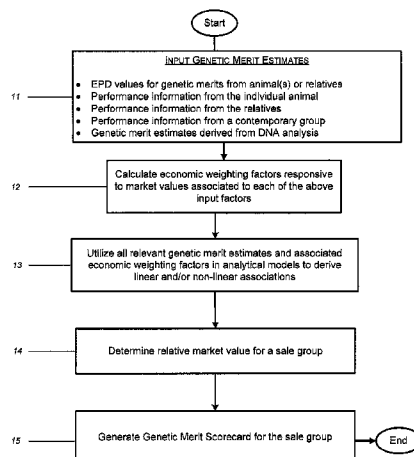 Start
INPUT GENETIC MERIT ESTIMATES
• EPD values for genetic merits from animal(s) or relatives
• Performance information from the individual animal
• Performance information from the relatives
• Performance information from a contemporary group
• Genetic merit estimates derived from DNA analysis
11
Calculate economic weighting factors responsive
to market values associated to each of the above
input factors
12
Utilize all relevant genetic merit estimates and associated
economic weighting factors in analytical models to derive
linear and/or non-linear associations
13
Determine relative market value for a sale group
14
Generate Genetic Merit Scorecard for the sale group
15
End